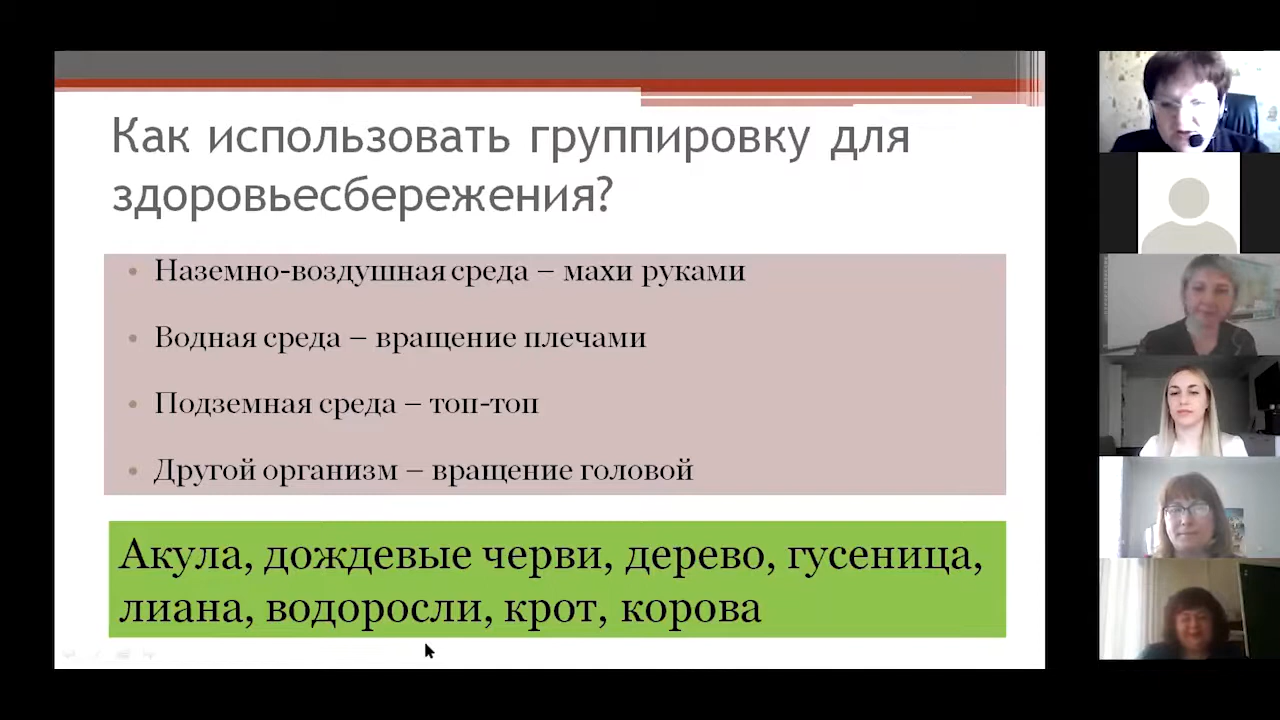 Как использовать группировку для
здоровьесбережения?
• Наземно-воздушная среда – махи руками
• Водная среда – вращение плечами
• Подземная среда – топ-топ
• Другой организм – вращение головой
Акула, дождевые черви, дерево, гусеница,
лиана, водоросли, крот, корова